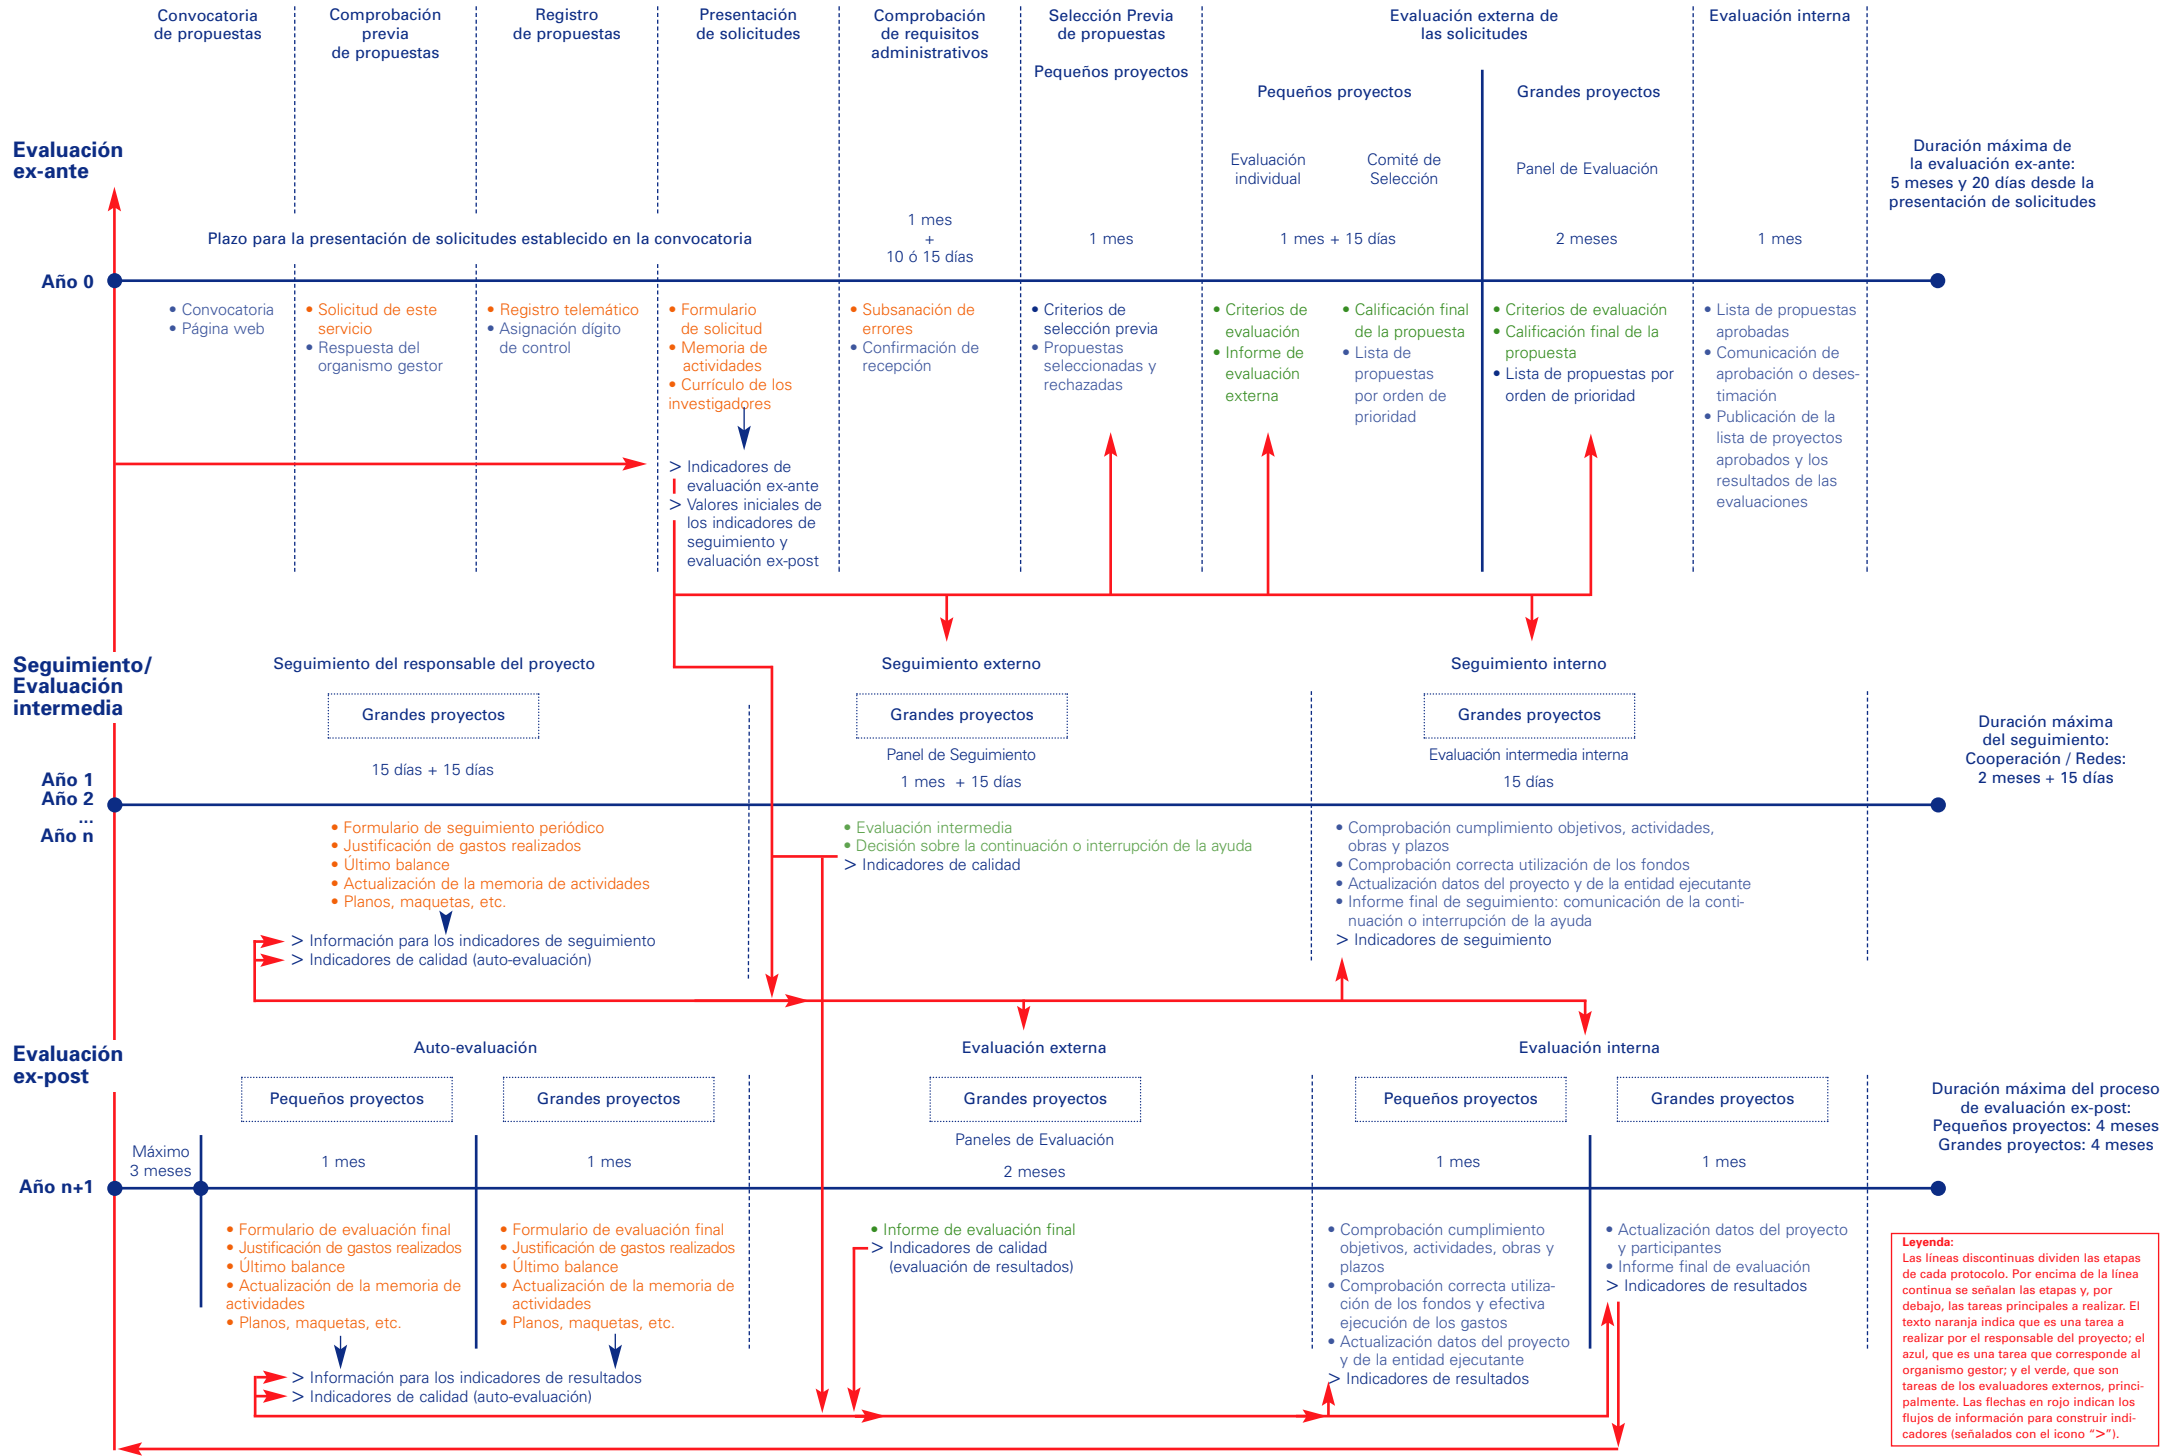 Convocatoria
de propuestas
Comprobación
previa
de propuestas
Registro
de propuestas
Presentación
de solicitudes
Comprobación
de requisitos
administrativos
Selección Previa
de propuestas
Pequeños proyectos
Evaluación externa de
las solicitudes
Pequeños proyectos
Grandes proyectos
Evaluación interna
Evaluación
ex-ante
Evaluación
individual
Comité de
Selección
Panel de Evaluación
Duración máxima de
la evaluación ex-ante:
5 meses y 20 días desde la
presentación de solicitudes
Plazo para la presentación de solicitudes establecido en la convocatoria
1 mes
+
10 ó 15 días
1 mes
1 mes + 15 días
2 meses
1 mes
Año 0
• Convocatoria
• Página web
• Solicitud de este
servicio
• Respuesta del
organismo gestor
• Registro telemático
• Asignación dígito
de control
• Formulario
de solicitud
• Memoria de
actividades
• Currículo de los
investigadores
> Indicadores de
evaluación ex-ante
> Valores iniciales de
los indicadores de
seguimiento y
evaluación ex-post
• Subsanación de
errores
• Confirmación de
recepción
• Criterios de
selección previa
• Propuestas
seleccionadas y
rechazadas
• Criterios de
evaluación
• Informe de
evaluación
externa
• Calificación final
de la propuesta
• Lista de
propuestas
por orden de
prioridad
• Criterios de evaluación
• Calificación final de la
propuesta
• Lista de propuestas por
orden de prioridad
• Lista de propuestas
aprobadas
• Comunicación de
aprobación o deses-
timación
• Publicación de la
lista de proyectos
aprobados y los
resultados de las
evaluaciones
Seguimiento/
Evaluación
intermedia
Seguimiento del responsable del proyecto
Grandes proyectos
15 días + 15 días
Seguimiento externo
Grandes proyectos
Panel de Seguimiento
1 mes + 15 días
Seguimiento interno
Grandes proyectos
Evaluación intermedia interna
15 días
Duración máxima
del seguimiento:
Cooperación / Redes:
2 meses + 15 días
Año 1
Año 2
...
Año n
• Formulario de seguimiento periódico
• Justificación de gastos realizados
• Último balance
• Actualización de la memoria de actividades
• Planos, maquetas, etc.
> Información para los indicadores de seguimiento
> Indicadores de calidad (auto-evaluación)
• Evaluación intermedia
• Decisión sobre la continuación o interrupción de la ayuda
> Indicadores de calidad
• Comprobación cumplimiento objetivos, actividades,
obras y plazos
• Comprobación correcta utilización de los fondos
• Actualización datos del proyecto y de la entidad ejecutante
• Informe final de seguimiento: comunicación de la conti-
nuación o interrupción de la ayuda
> Indicadores de seguimiento
Evaluación
ex-post
Auto-evaluación
Pequeños proyectos
Grandes proyectos
Evaluación externa
Grandes proyectos
Paneles de Evaluación
Evaluación interna
Pequeños proyectos
Grandes proyectos
Duración máxima del proceso
de evaluación ex-post:
Pequeños proyectos: 4 meses
Grandes proyectos: 4 meses
Máximo
3 meses
1 mes
1 mes
2 meses
1 mes
1 mes
Año n+1
• Formulario de evaluación final
• Justificación de gastos realizados
• Último balance
• Actualización de la memoria de
actividades
• Planos, maquetas, etc.
• Formulario de evaluación final
• Justificación de gastos realizados
• Último balance
• Actualización de la memoria de
actividades
• Planos, maquetas, etc.
> Información para los indicadores de resultados
> Indicadores de calidad (auto-evaluación)
• Informe de evaluación final
> Indicadores de calidad
(evaluación de resultados)
• Comprobación cumplimiento
objetivos, actividades, obras y
plazos
• Comprobación correcta utiliza-
ción de los fondos y efectiva
ejecución de los gastos
• Actualización datos del proyecto
y de la entidad ejecutante
> Indicadores de resultados
• Actualización datos del proyecto
y participantes
• Informe final de evaluación
> Indicadores de resultados
Leyenda:
Las líneas discontinuas dividen las etapas
de cada protocolo. Por encima de la línea
continua se señalan las etapas y, por
debajo, las tareas principales a realizar. El
texto naranja indica que es una tarea a
realizar por el responsable del proyecto; el
azul, que es una tarea que corresponde al
organismo gestor; y el verde, que son
tareas de los evaluadores externos, princi-
palmente. Las flechas en rojo indican los
flujos de información para construir indi-
cadores (señalados con el icono “>”).